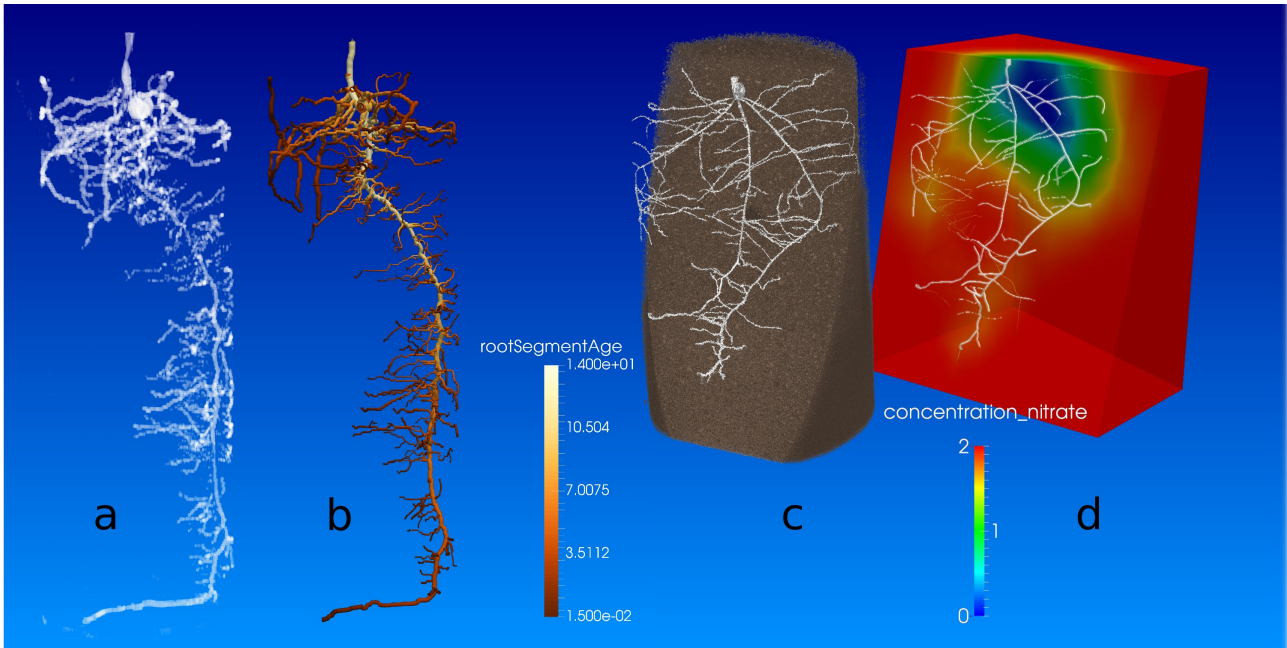 rootSegmentAge
1.400e+01
10.504
7.0075
3.5112
1.500e-02
concentration_nitrate
2
1
0
a
b
c
d